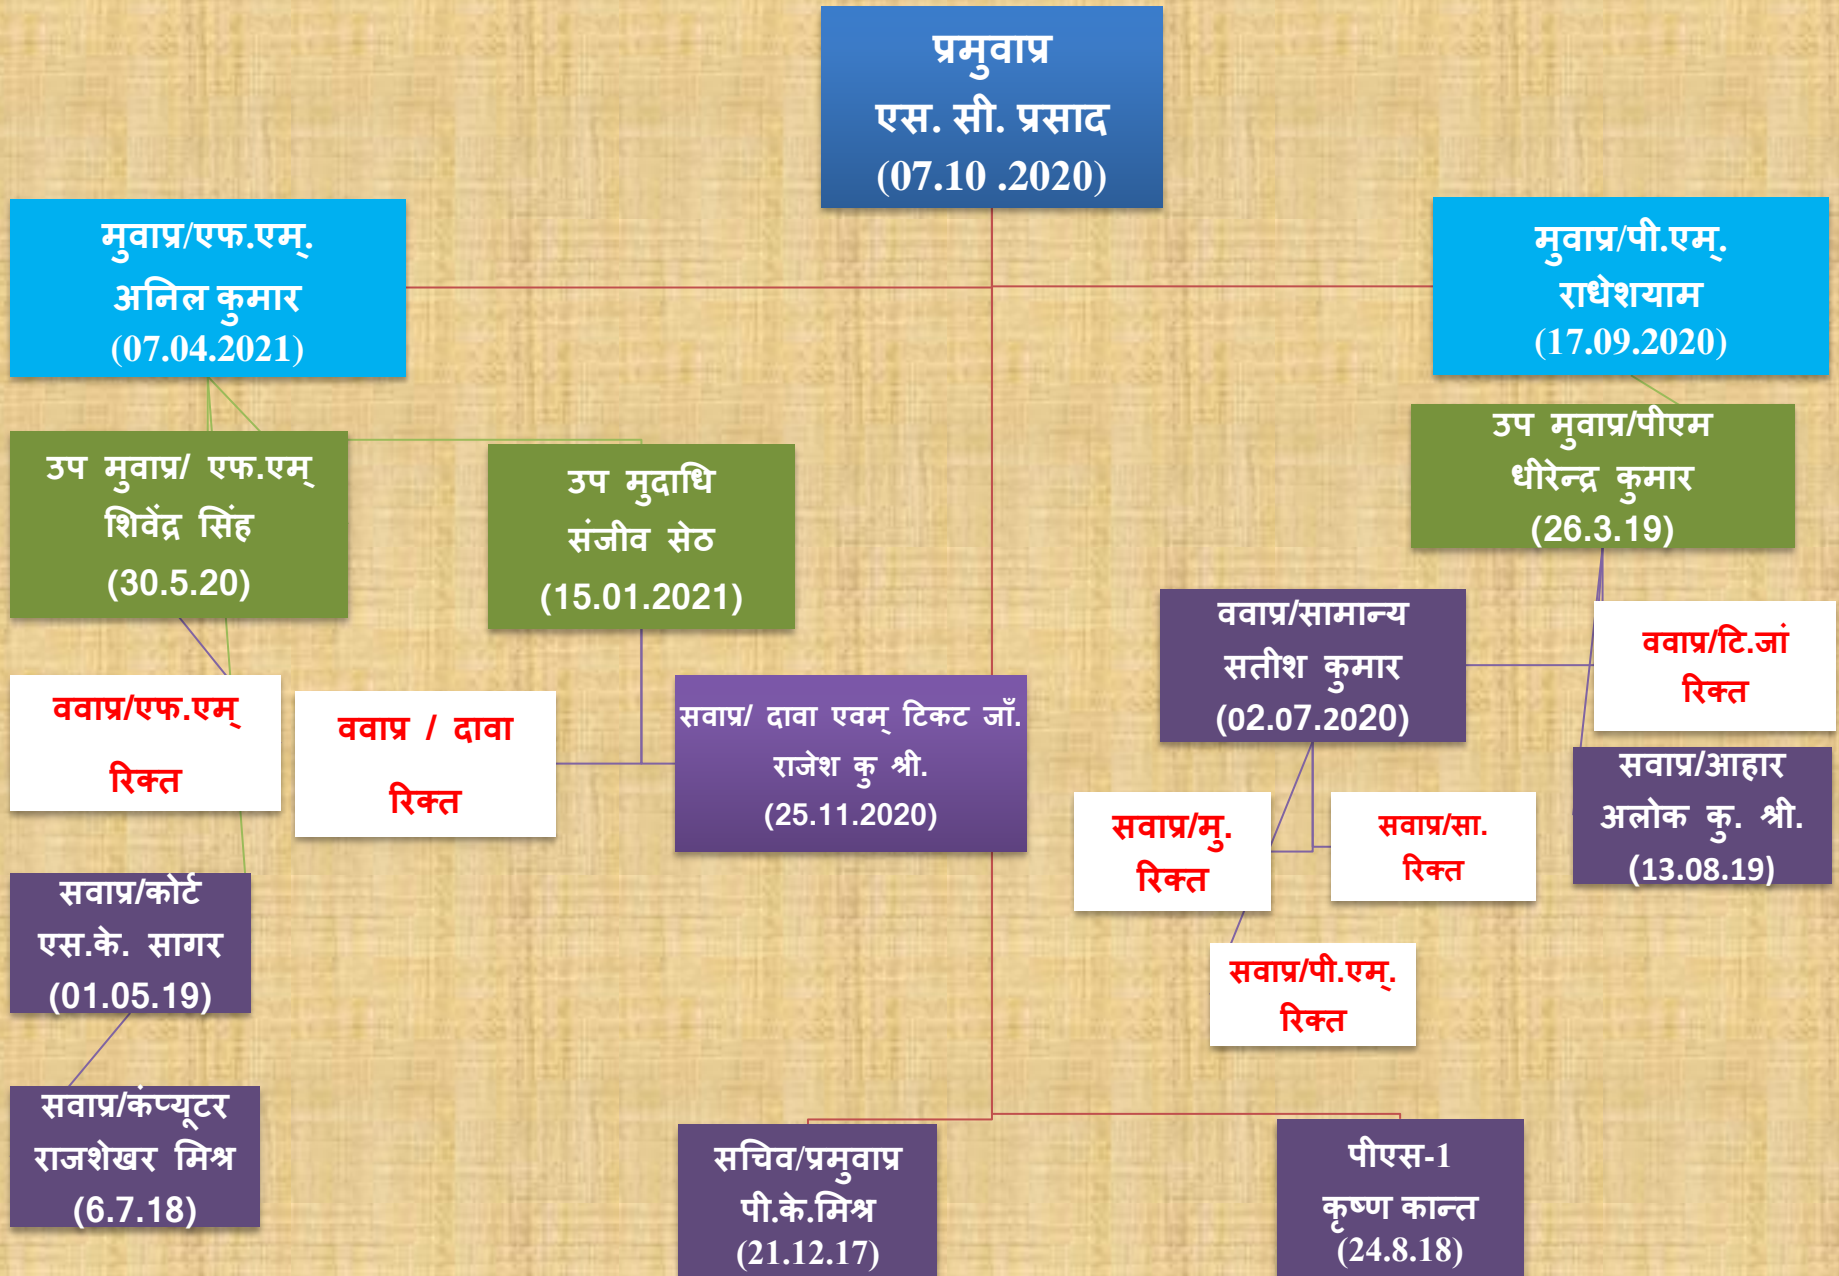 प्रमुवाप्र
एस. सी. प्रसाद
(07.10 .2020)
मुवाप्र/एफ.एम्.
अनिल कुमार
(07.04.2021)
मुवाप्र/पी.एम्.
राधेशयाम
(17.09.2020)
उप मुवाप्र/ एफ.एम्
शिवेंद्र सिंह
(30.5.20)
उप मुदाधि
संजीव सेठ
(15.01.2021)
उप मुवाप्र/पीएम
धीरेन्द्र कुमार
(26.3.19)
ववाप्र/सामान्य
सतीश कुमार
(02.07.2020)
ववाप्र/टि.जां
रिक्त
ववाप्र/एफ.एम्
रिक्त
ववाप्र / दावा
रिक्त
सवाप्र/ दावा एवम् टिकट जाँ.
राजेश कु श्री.
(25.11.2020)
सवाप्र/आहार
अलोक कु. श्री.
(13.08.19)
सवाप्र/मु.
रिक्त
सवाप्र/सा.
रिक्त
सवाप्र/पी.एम्.
रिक्त
सवाप्र/कोर्ट
एस.के. सागर
(01.05.19)
सवाप्र/कंप्यूटर
राजशेखर मिश्र
(6.7.18)
सचिव/प्रमुवाप्र
पी.के.मिश्र
(21.12.17)
पीएस-1
कृष्ण कान्त
(24.8.18)